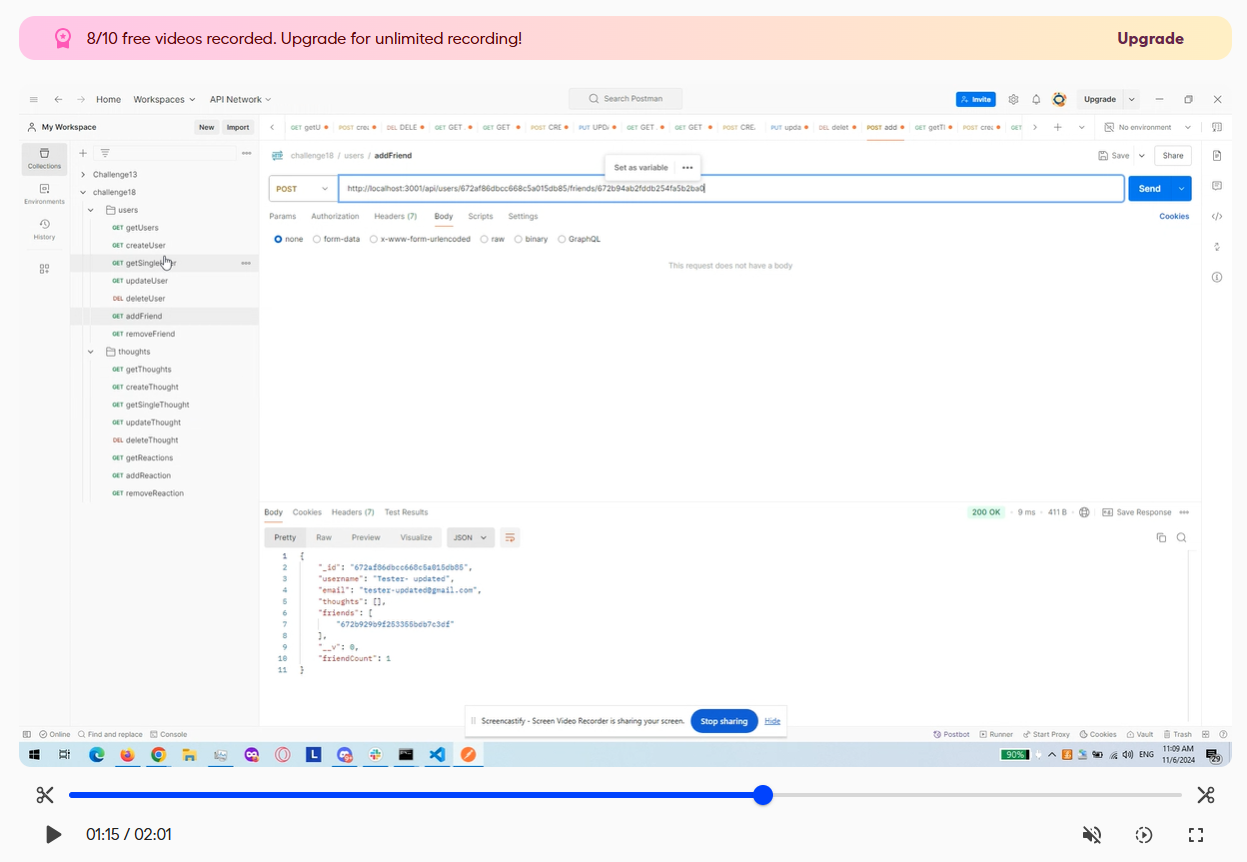 8/10 free videos recorded. Upgrade for unlimited recording! Upgrade
Home Workspaces API Network Search Postman Invite Upgrade
My Workspace New Import GET getU POST crea DELE GET GET GET GET POST CRE PUT UPDA GET GET GET GET POST CRE. PUT upda DEL delet POST add GET getTl POST crea GET No environment
Collections
Environments
History
Challenge13
challenge18
users
GET getUsers
POST createUser
GET updateUser
DEL deleteUser
GET addFriend
GET removeFriend
thoughts
GET getThoughts
GET createThought
GET getSingleThought
GET updateThought
DEL deleteThought
GET getReactions
GET addReaction
GET removeReaction
challenge18 / users / addFriend Save Share
Set as variable
POST http://localhost:3001/api/users/672af86dbcc668c5a015db85/friends/672b94ab2fddb254fa5b2ba0 Send
Params Authorization Headers (7) Body Scripts Settings Cookies
none form-data x-www-form-urlencoded raw binary GraphQL
This request does not have a body
Body Cookies Headers (7) Test Results 200 OK 9 ms 411 B Save Response
Pretty Raw Preview Visualize JSON
1 {
2 "_id": "672af86dbcc668c5a015db85",
3 "username": "Tester- updated",
4 "email": "tester-updated@gmail.com",
5 "thoughts": [],
6 "friends": [
7 "672b929b9f253355bdb7c3df"
8 ],
9 "__v": 0,
10 "friendCount": 1
11 }
Screencastify - Screen Video Recorder is sharing your screen. Stop sharing Hide
Online Find and replace Console Postbot Runner Start Proxy Cookies Vault Trash
90% ENG 11:09 AM
11/6/2024 29
01:15 / 02:01